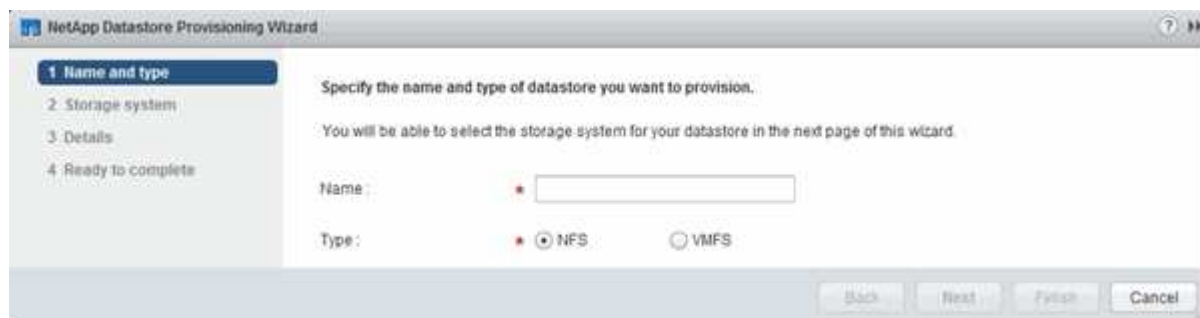 NetApp Datastore Provisioning Wizard
1 Name and type
2 Storage system
3 Details
4 Ready to complete
Specify the name and type of datastore you want to provision.
You will be able to select the storage system for your datastore in the next page of this wizard.
Name :
*
Type :
* NFS VMFS
Back Next Finish Cancel